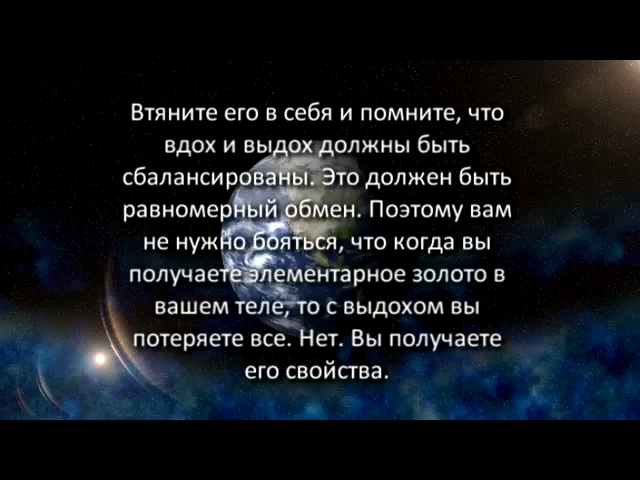 Втяните его в себя и помните, что
вдох и выдох должны быть
сбалансированы. Это должен быть
равномерный обмен. Поэтому вам
не нужно бояться, что когда вы
получаете элементарное золото в
вашем теле, то с выдохом вы
потеряете все. Нет. Вы получаете
его свойства.